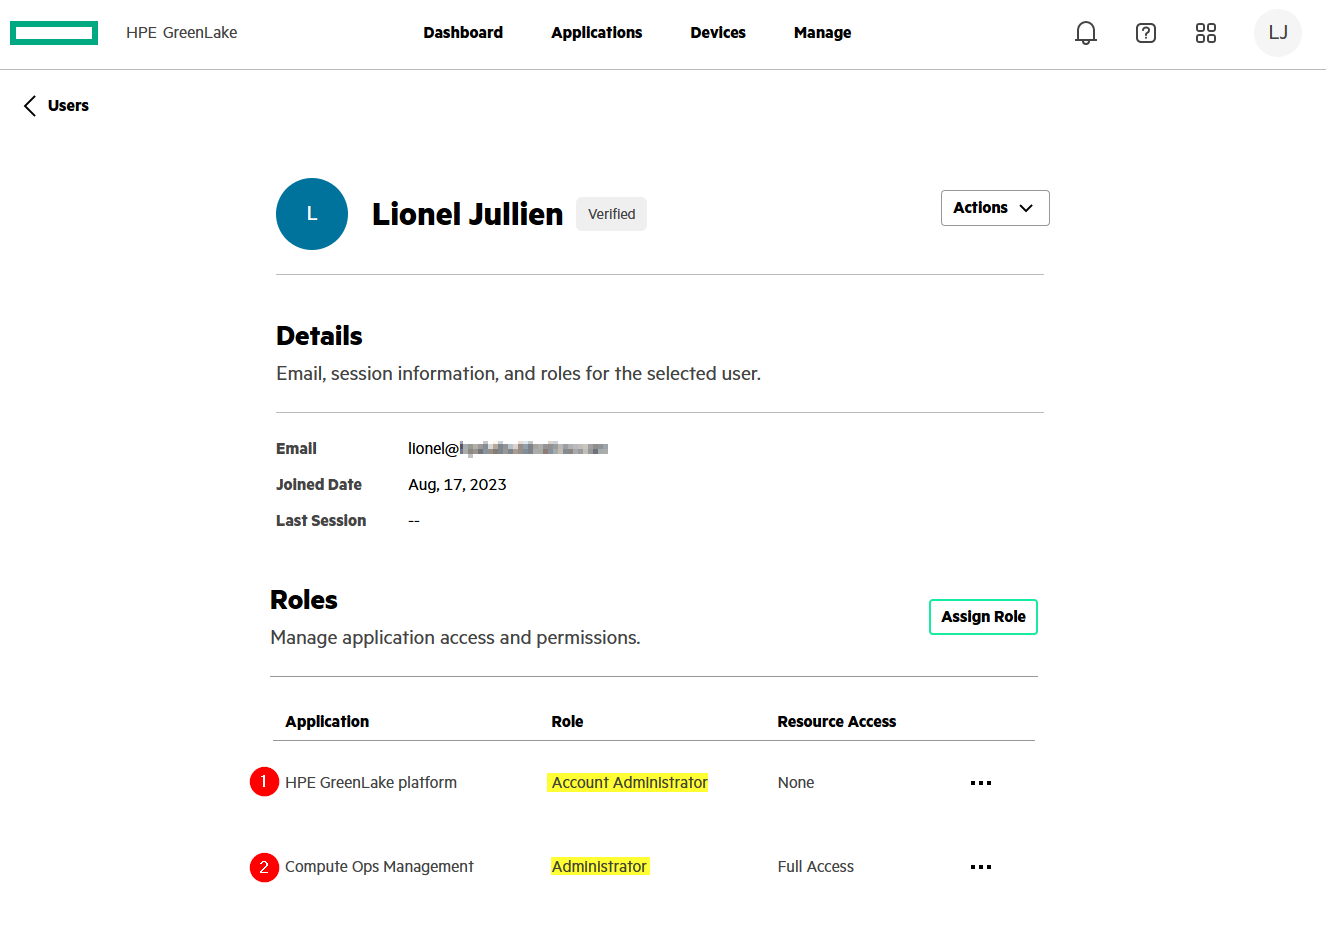 HPE GreenLake Dashboard Applications Devices Manage ? LJ
Users
L Lionel Jullien Verified Actions
Details
Email, session information, and roles for the selected user.
Email lionel@
Joined Date Aug, 17, 2023
Last Session --
Roles
Assign Role
Manage application access and permissions.
Application Role Resource Access
1 HPE GreenLake platform Account Administrator None ...
2 Compute Ops Management Administrator Full Access ...